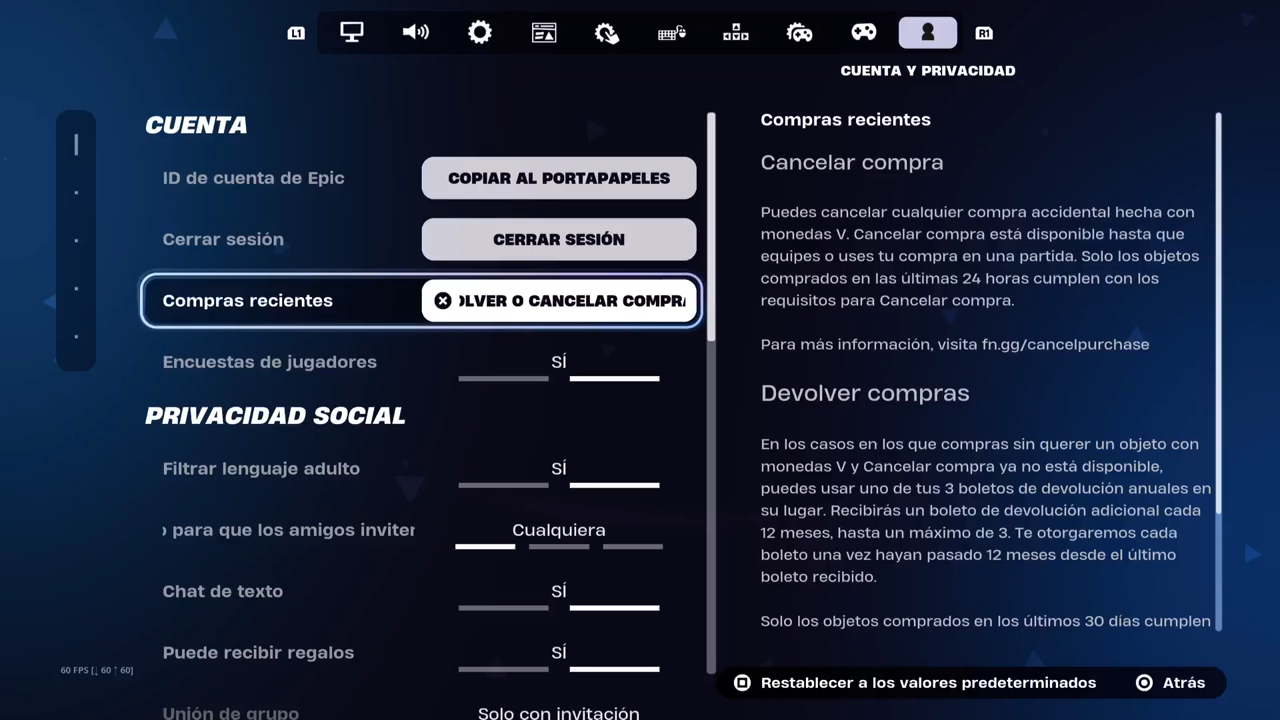 L1
R1
CUENTA Y PRIVACIDAD
CUENTA
ID de cuenta de Epic
COPIAR AL PORTAPAPELES
Cerrar sesión
CERRAR SESIÓN
Compras recientes
OLVER O CANCELAR COMPRA
Encuestas de jugadores
SÍ
PRIVACIDAD SOCIAL
Filtrar lenguaje adulto
SÍ
o para que los amigos inviten
Cualquiera
Chat de texto
SÍ
Puede recibir regalos
SÍ
Unión de grupo
Solo con invitación
60 FPS [↓ 60 ↑ 60]
Compras recientes
Cancelar compra
Puedes cancelar cualquier compra accidental hecha con
monedas V. Cancelar compra está disponible hasta que
equipes o uses tu compra en una partida. Solo los objetos
comprados en las últimas 24 horas cumplen con los
requisitos para Cancelar compra.
Para más información, visita fn.gg/cancelpurchase
Devolver compras
En los casos en los que compras sin querer un objeto con
monedas V y Cancelar compra ya no está disponible,
puedes usar uno de tus 3 boletos de devolución anuales en
su lugar. Recibirás un boleto de devolución adicional cada
12 meses, hasta un máximo de 3. Te otorgaremos cada
boleto una vez hayan pasado 12 meses desde el último
boleto recibido.
Solo los objetos comprados en los últimos 30 días cumplen
Restablecer a los valores predeterminados
Atrás